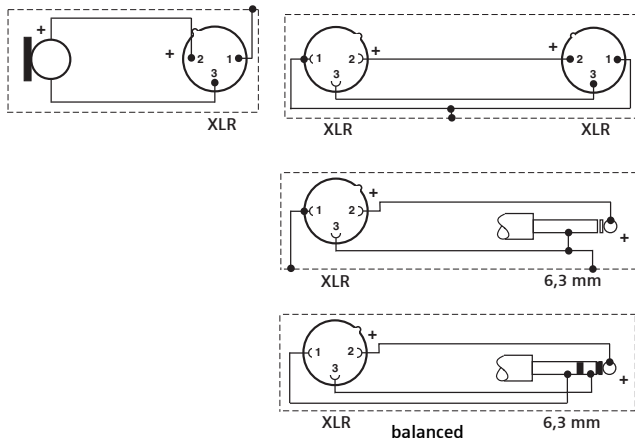 + + 2 1
3
XLR
1 2 + + 2 1
3 3
XLR XLR
1 2 +
3 +
XLR 6,3 mm
1 2 +
3 +
XLR 6,3 mm
balanced